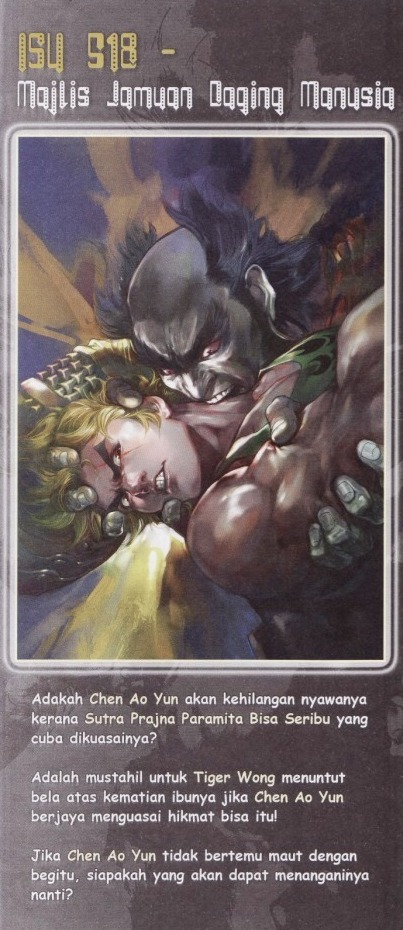 ISU 518 -
Majlis Jamuan Daging Manusia
Adakah Chen Ao Yun akan kehilangan nyawanya
kerana Sutra Prajna Paramita Bisa Seribu yang
cuba dikuasainya?
Adalah mustahil untuk Tiger Wong menuntut
bela atas kematian ibunya jika Chen Ao Yun
berjaya menguasai hikmat bisa itu!
Jika Chen Ao Yun tidak bertemu maut dengan
begitu, siapakah yang akan dapat menanganinya
nanti?